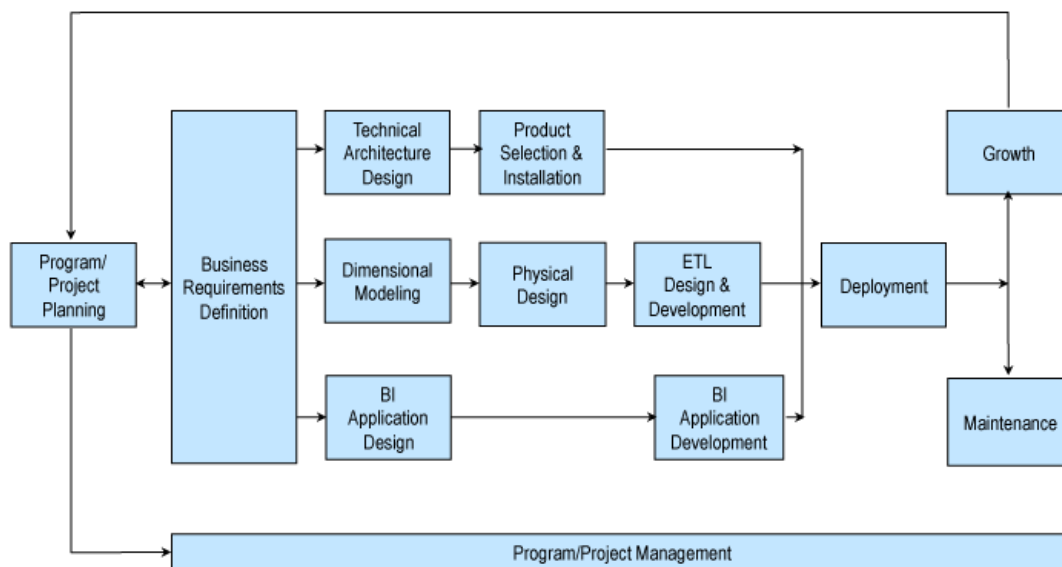 Technical
Architecture
Design
Product
Selection &
Installation
Growth
Program/
Project
Planning
Business
Requirements
Definition
Dimensional
Modeling
Physical
Design
ETL
Design &
Development
Deployment
BI
Application
Design
BI
Application
Development
Maintenance
Program/Project Management